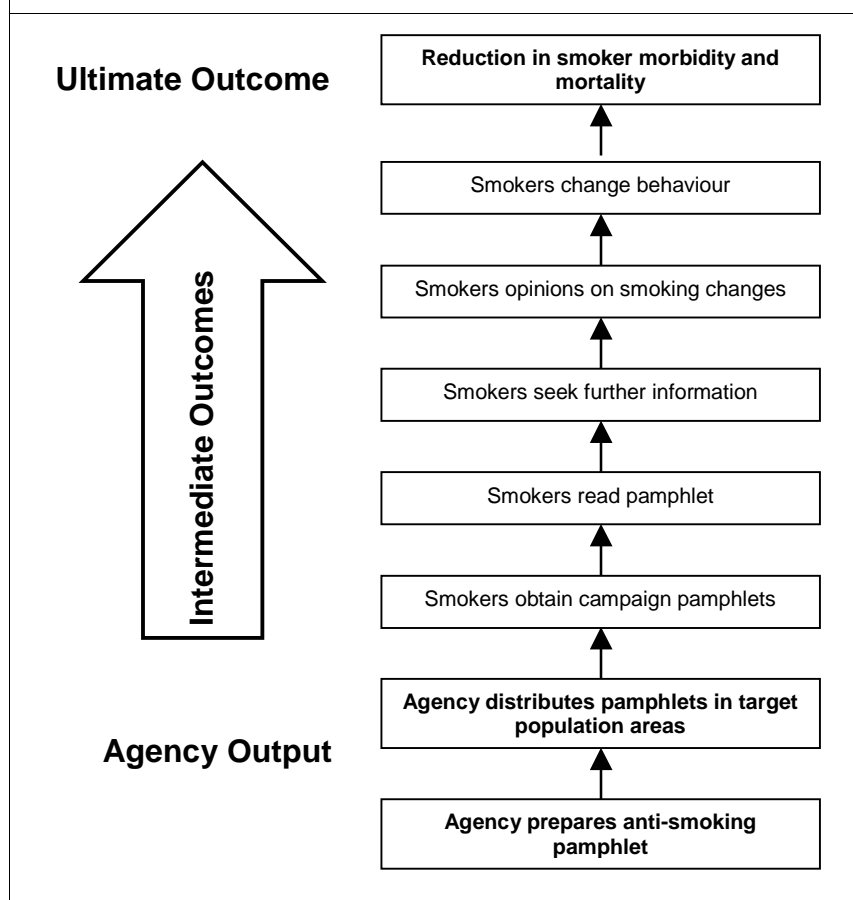 Ultimate Outcome
Reduction in smoker morbidity and
mortality
Smokers change behaviour
Smokers opinions on smoking changes
Smokers seek further information
Smokers read pamphlet
Smokers obtain campaign pamphlets
Intermediate Outcomes
Agency Output
Agency distributes pamphlets in target
population areas
Agency prepares anti-smoking
pamphlet